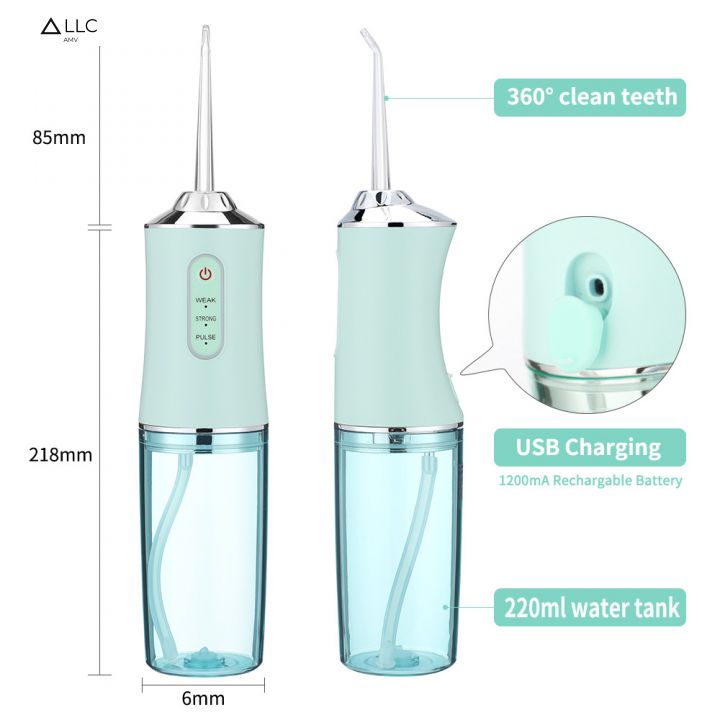 LLC
AMV
85mm
360° clean teeth
WEAK
STRONG
PULSE
218mm
USB Charging
1200mA Rechargable Battery
220ml water tank
6mm